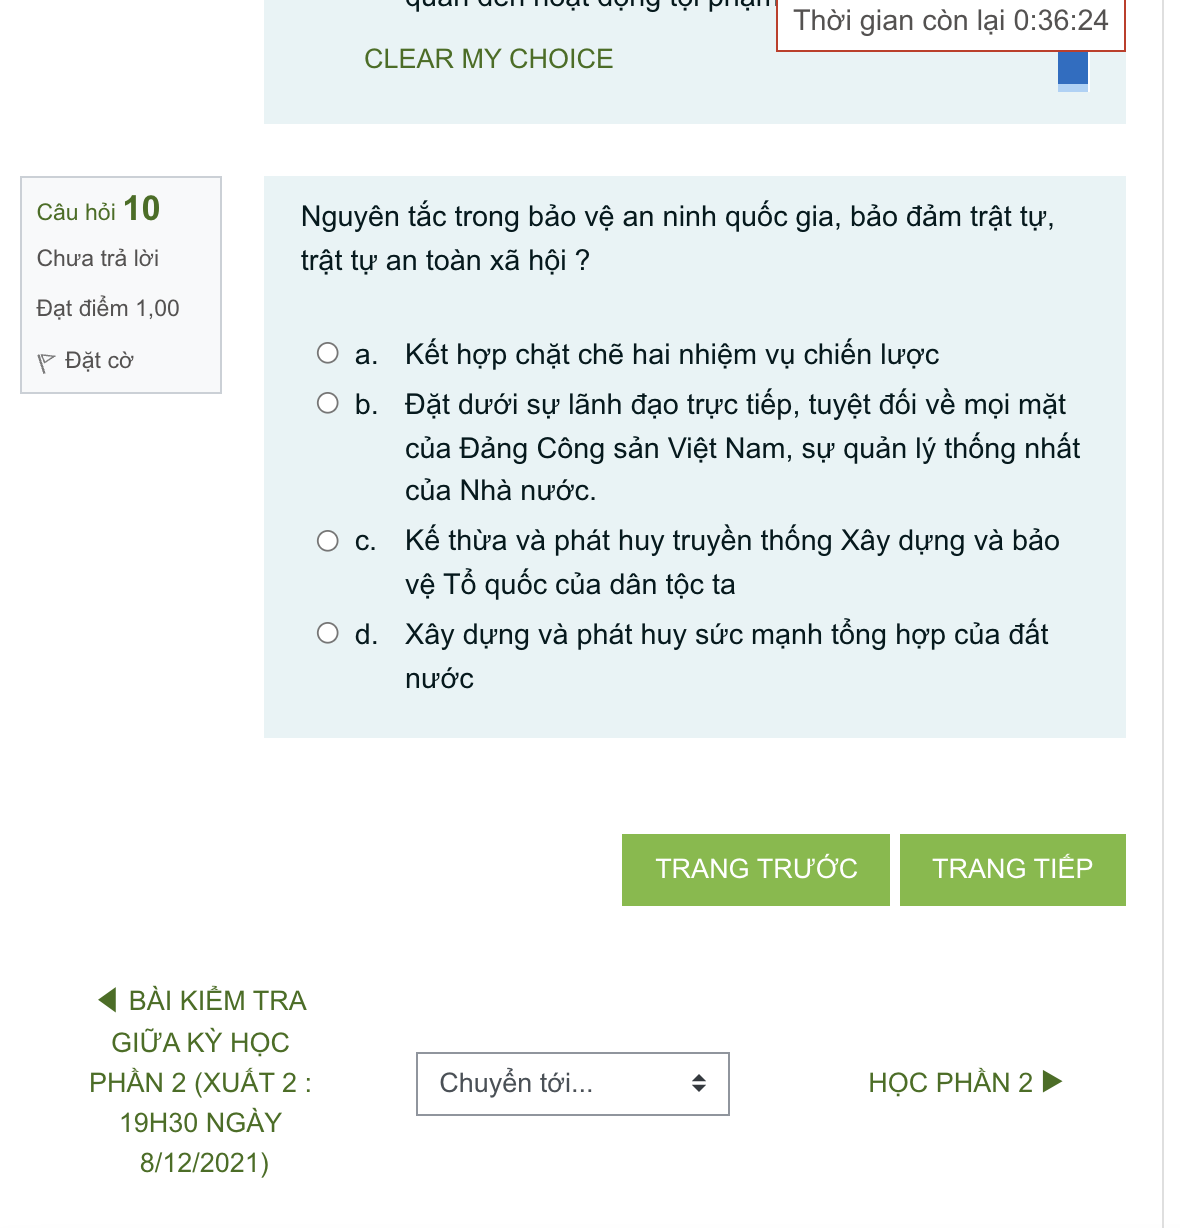 Thời gian còn lại 0:36:24
quan đến hoạt động tội phạm
CLEAR MY CHOICE
Câu hỏi 10
Chưa trả lời
Đạt điểm 1,00
Đặt cờ
Nguyên tắc trong bảo vệ an ninh quốc gia, bảo đảm trật tự,
trật tự an toàn xã hội ?
a. Kết hợp chặt chẽ hai nhiệm vụ chiến lược
b. Đặt dưới sự lãnh đạo trực tiếp, tuyệt đối về mọi mặt
của Đảng Công sản Việt Nam, sự quản lý thống nhất
của Nhà nước.
c. Kế thừa và phát huy truyền thống Xây dựng và bảo
vệ Tổ quốc của dân tộc ta
d. Xây dựng và phát huy sức mạnh tổng hợp của đất
nước
TRANG TRƯỚC
TRANG TIẾP
BÀI KIỂM TRA
GIỮA KỲ HỌC
PHẦN 2 (XUẤT 2 :
19H30 NGÀY
8/12/2021)
Chuyển tới...
HỌC PHẦN 2